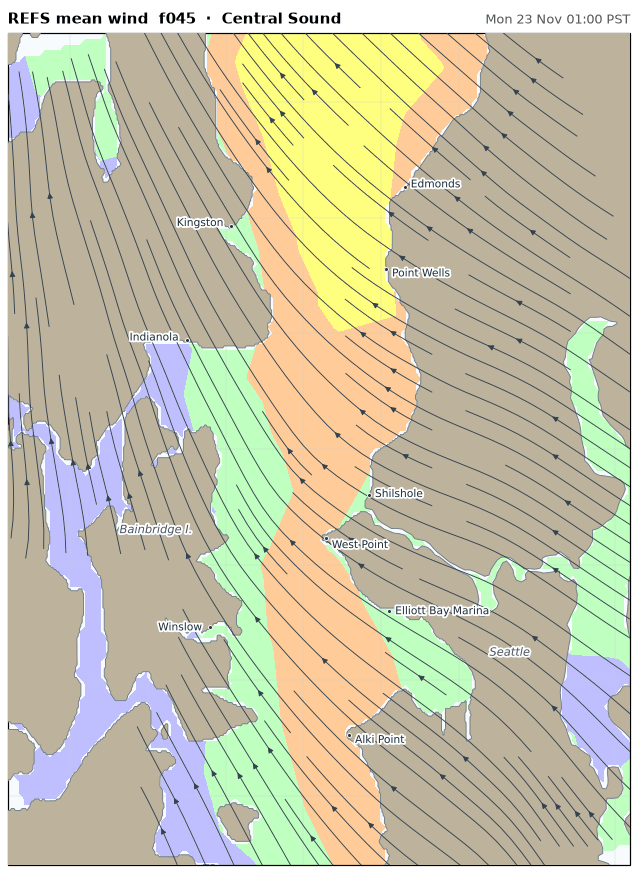 REFS mean wind f045 · Central Sound
Mon 23 Nov 01:00 PST
Edmonds
Kingston
Point Wells
Indianola
Shilshole
Bainbridge I.
West Point
Elliott Bay Marina
Winslow
Seattle
Alki Point